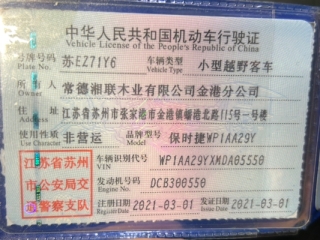 中华人民共和国机动车行驶证
Vehicle License of the People's Republic of China
号牌号码 苏EZ71Y6 车辆类型 小型越野客车
Plate No. Vehicle Type
所有人 常德湘联木业有限公司金港分公司
Owner
住址 江苏省苏州市张家港市金港镇蟠港北路115号一号楼
Address
使用性质 非营运 品牌型号 保时捷WP1AA29Y
Use Character Model
江苏省苏州市公安局交通警察支队
车辆识别代号 WP1AA29YXMDA05550
VIN
发动机号码 DCB300550
Engine No.
注册日期 2021-03-01 发证日期 2021-03-01
Register Date Issue Date